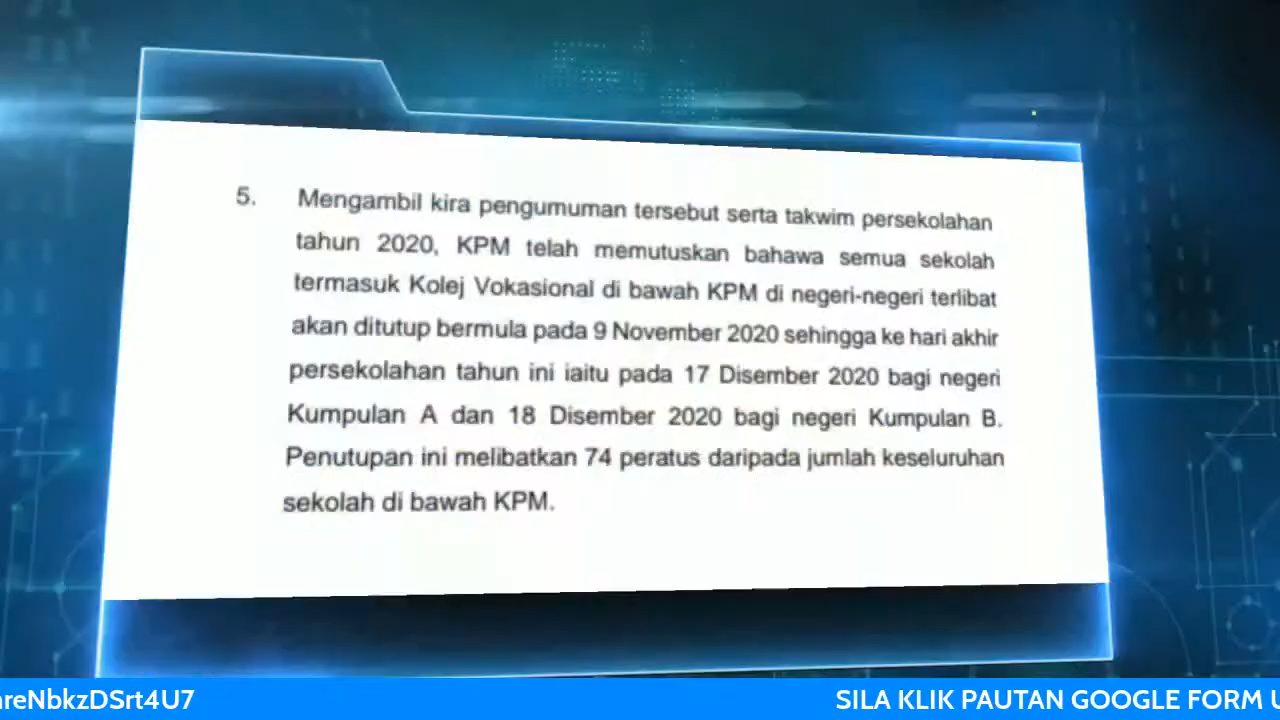 5. Mengambil kira pengumuman tersebut serta takwim persekolahan
tahun 2020, KPM telah memutuskan bahawa semua sekolah
termasuk Kolej Vokasional di bawah KPM di negeri-negeri terlibat
akan ditutup bermula pada 9 November 2020 sehingga ke hari akhir
persekolahan tahun ini iaitu pada 17 Disember 2020 bagi negeri
Kumpulan A dan 18 Disember 2020 bagi negeri Kumpulan B.
Penutupan ini melibatkan 74 peratus daripada jumlah keseluruhan
sekolah di bawah KPM.
areNbkzDSrt4U7 SILA KLIK PAUTAN GOOGLE FORM U